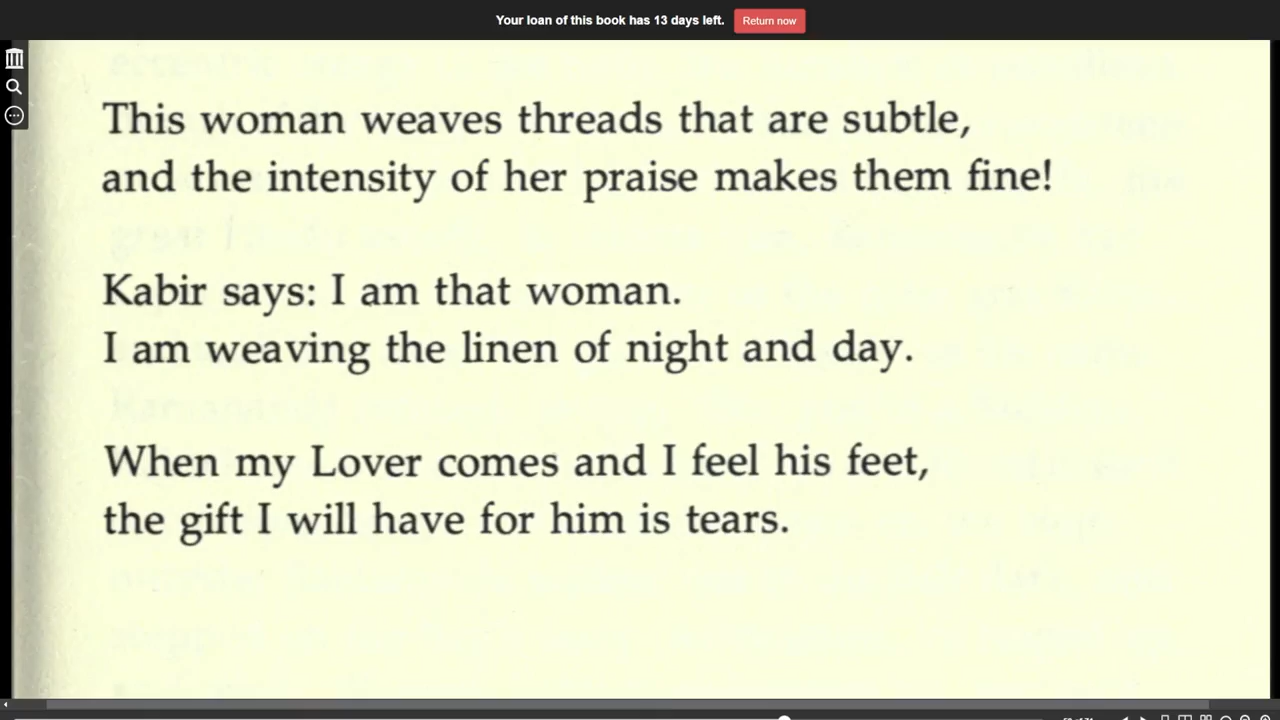 Your loan of this book has 13 days left. Return now
This woman weaves threads that are subtle,
and the intensity of her praise makes them fine!
Kabir says: I am that woman.
I am weaving the linen of night and day.
When my Lover comes and I feel his feet,
the gift I will have for him is tears.